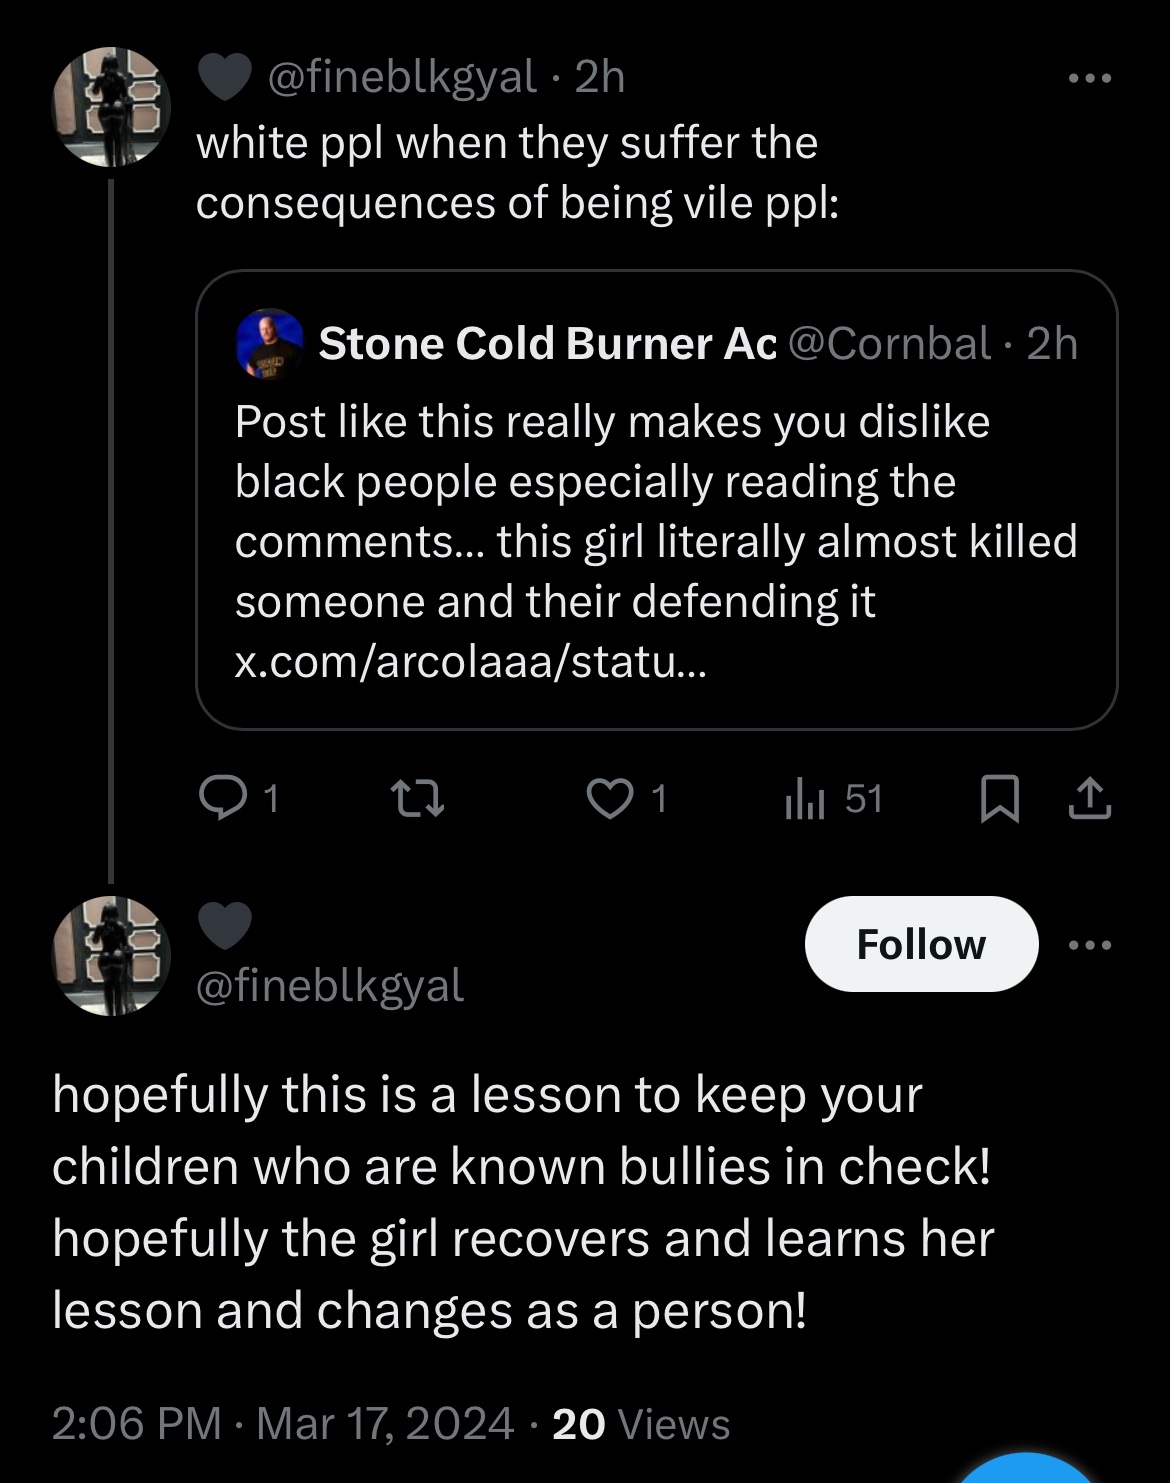 @fineblkgyal · 2h
white ppl when they suffer the
consequences of being vile ppl:
Stone Cold Burner Ac @Cornbal · 2h
Post like this really makes you dislike
black people especially reading the
comments... this girl literally almost killed
someone and their defending it
x.com/arcolaaa/statu...
1 1 51
Follow
@fineblkgyal
hopefully this is a lesson to keep your
children who are known bullies in check!
hopefully the girl recovers and learns her
lesson and changes as a person!
2:06 PM · Mar 17, 2024 · 20 Views